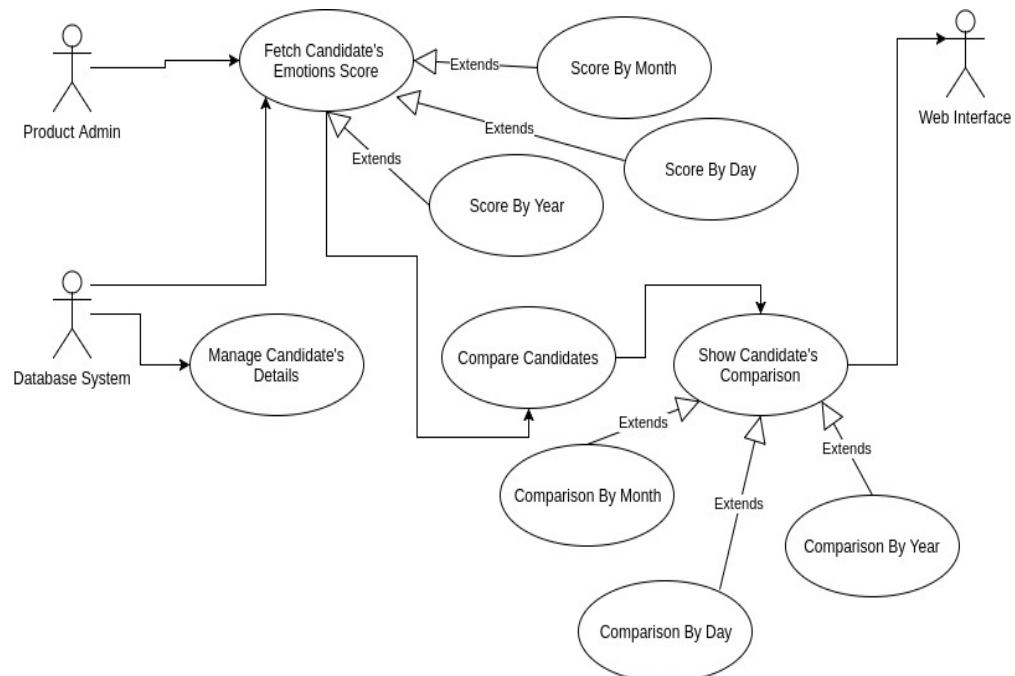 Fetch Candidate's
Emotions Score
Extends
Score By Month
Product Admin
Web Interface
Extends
Score By Day
Extends
Score By Year
Database System
Manage Candidate's
Details
Compare Candidates
Show Candidate's
Comparison
Extends
Extends
Comparison By Month
Extends
Comparison By Year
Comparison By Day